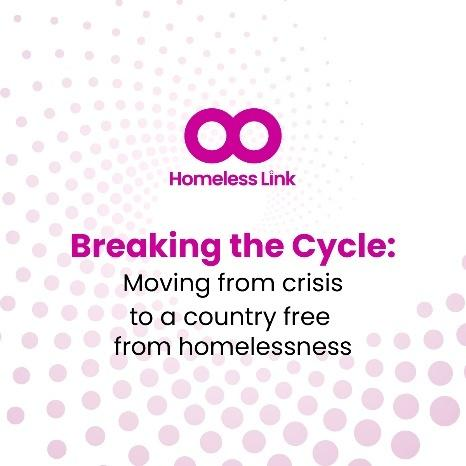 Homeless Link
Breaking the Cycle:
Moving from crisis
to a country free
from homelessness